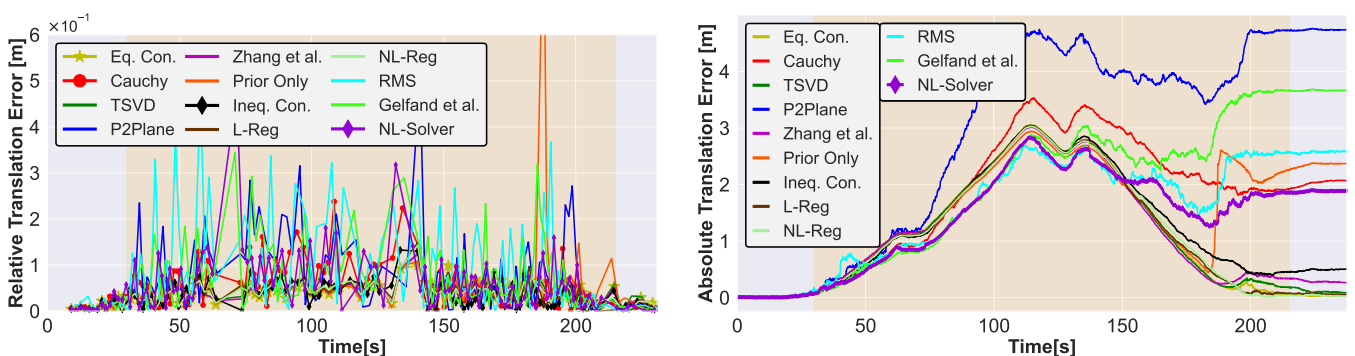 ×10⁻¹
Relative Translation Error [m]
6
5
4
3
2
1
0
0 50 100 150 200
Time[s]
Eq. Con. Zhang et al. NL-Reg
Cauchy Prior Only RMS
TSVD Ineq. Con. Gelfand et al.
P2Plane L-Reg NL-Solver
Absolute Translation Error [m]
4
3
2
1
0
0 50 100 150 200
Time[s]
Eq. Con. RMS
Cauchy Gelfand et al.
TSVD NL-Solver
P2Plane
Zhang et al.
Prior Only
Ineq. Con.
L-Reg
NL-Reg